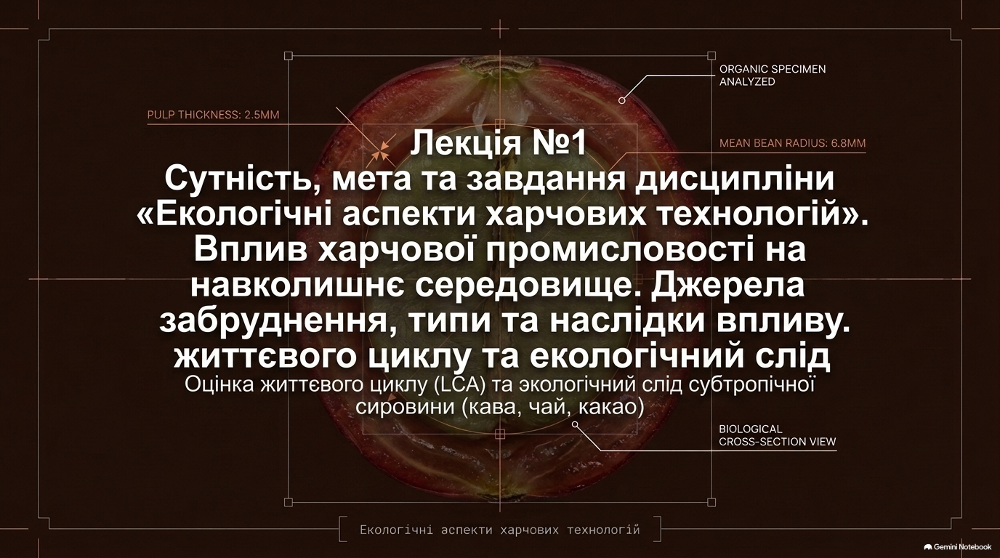 ORGANIC SPECIMEN
ANALYZED
PULP THICKNESS: 2.5MM
MEAN BEAN RADIUS: 6.8MM
Лекція №1
Сутність, мета та завдання дисципліни
«Екологічні аспекти харчових технологій».
Вплив харчової промисловості на
навколишнє середовище. Джерела
забруднення, типи та наслідки впливу.
життєвого циклу та екологічний слід
Оцінка життєвого циклу (LCA) та экологічний слід субтропічної
сировини (кава, чай, какао)
BIOLOGICAL
CROSS-SECTION VIEW
Екологічні аспекти харчових технологій
Gemini Notebook